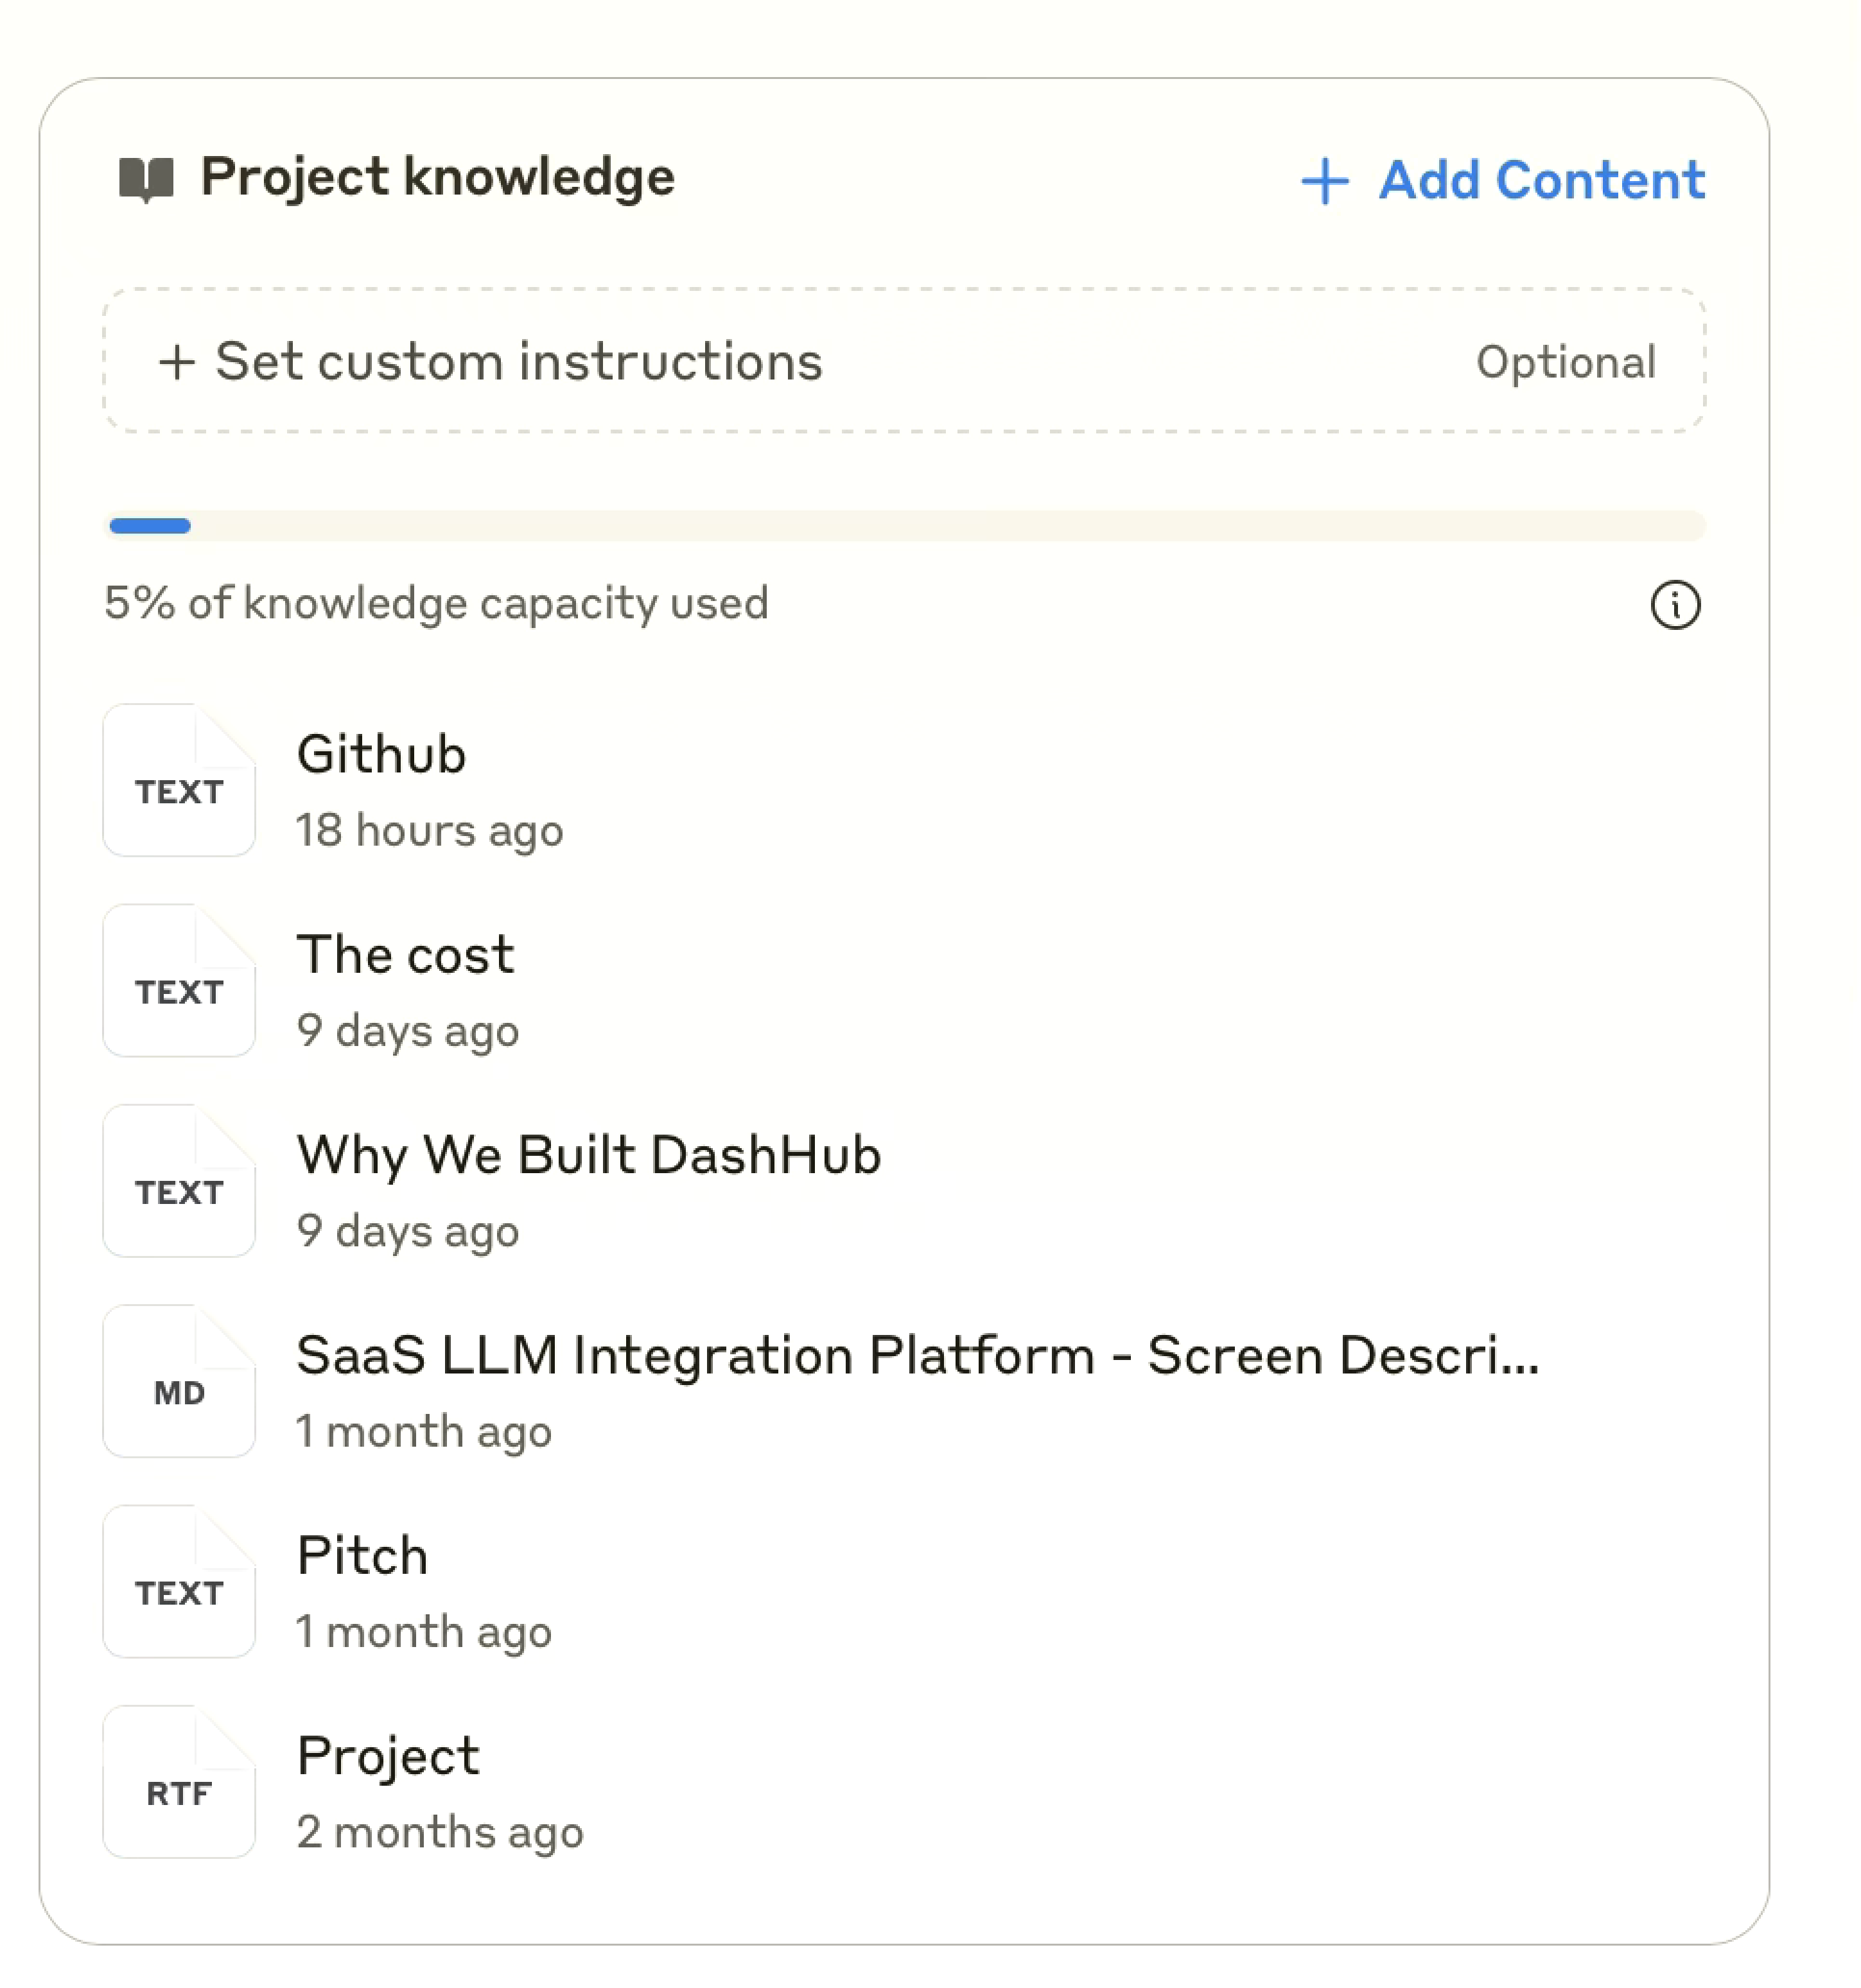 Project knowledge
+ Add Content
+ Set custom instructions
Optional
5% of knowledge capacity used
TEXT
Github
18 hours ago
TEXT
The cost
9 days ago
TEXT
Why We Built DashHub
9 days ago
MD
SaaS LLM Integration Platform - Screen Descri...
1 month ago
TEXT
Pitch
1 month ago
RTF
Project
2 months ago